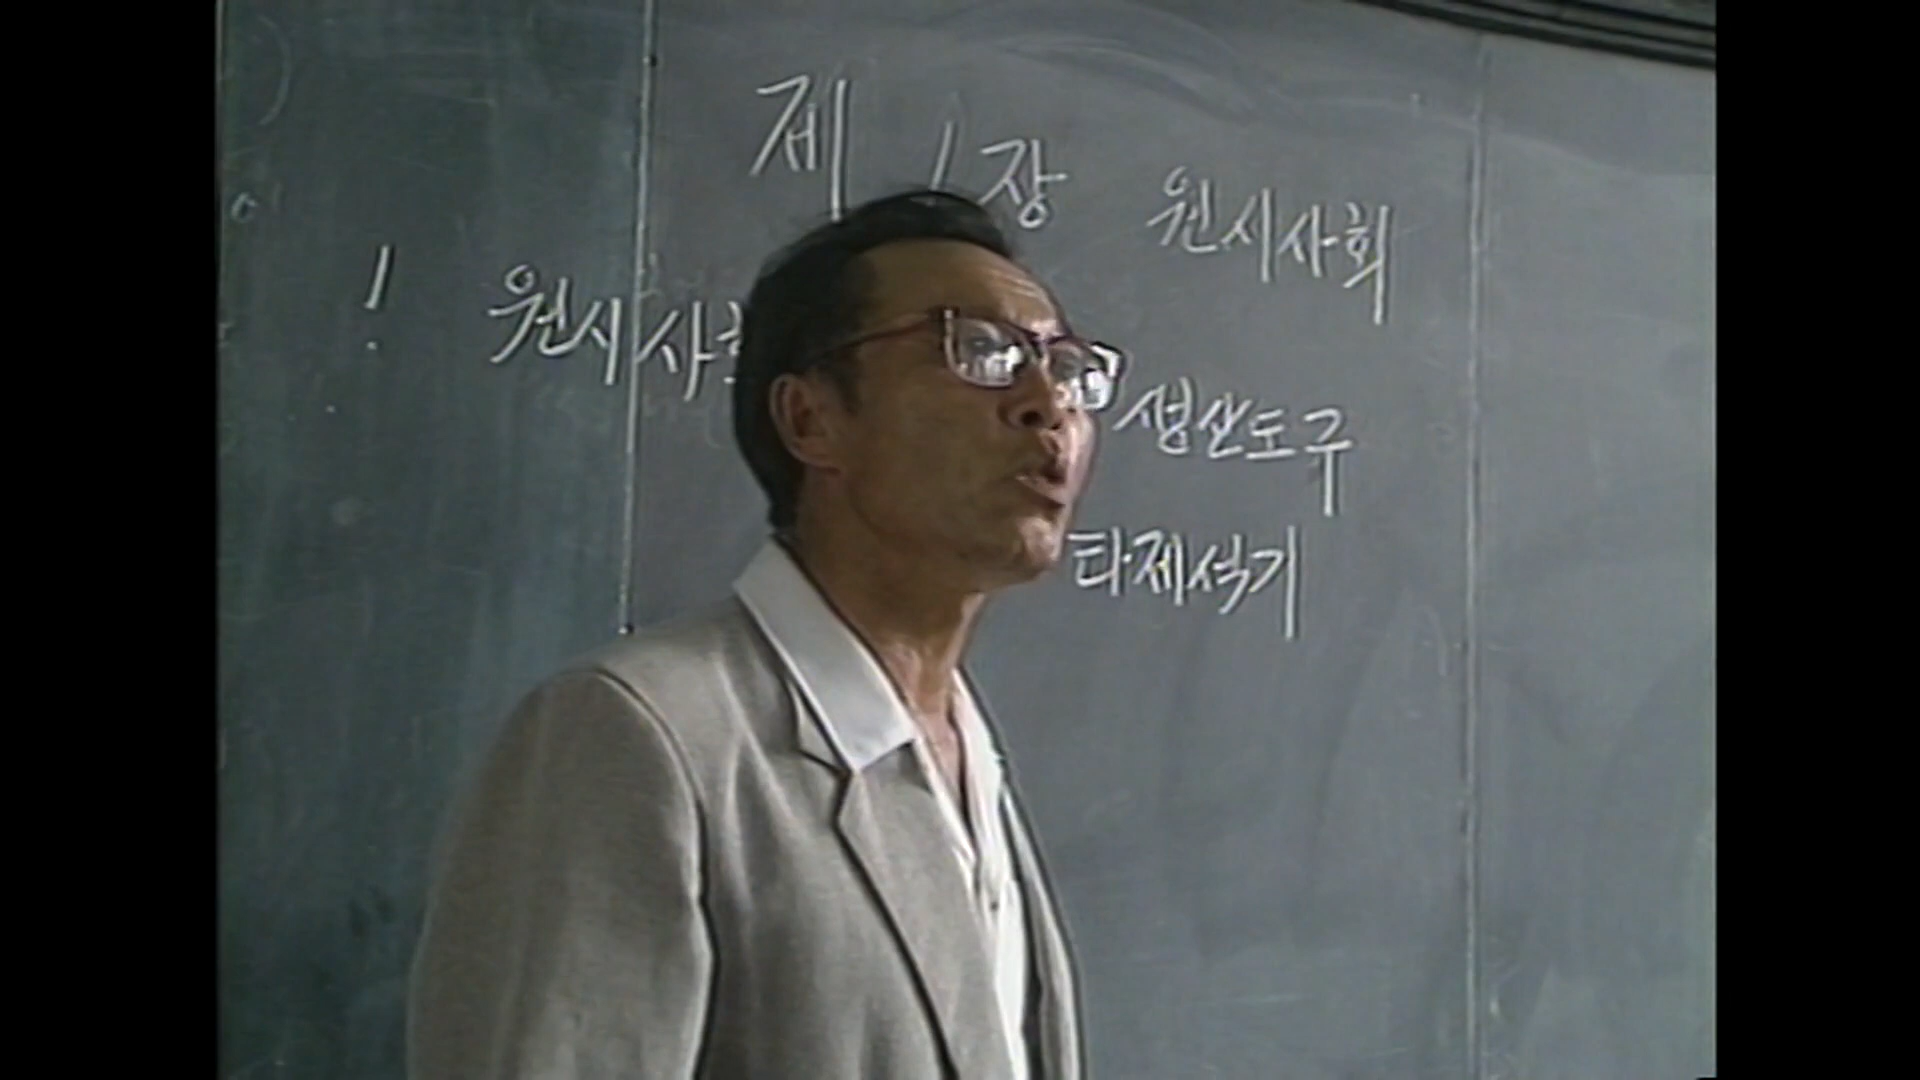 제 1 장 원시사회
1. 원시사
생산도구
타제석기